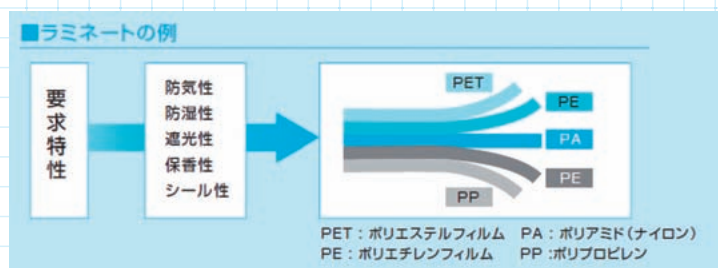 ■ラミネートの例
要求特性
防気性
防湿性
遮光性
保香性
シール性
PET
PE
PA
PE
PP
PET：ポリエステルフィルム PA：ポリアミド（ナイロン）
PE：ポリエチレンフィルム PP：ポリプロピレン